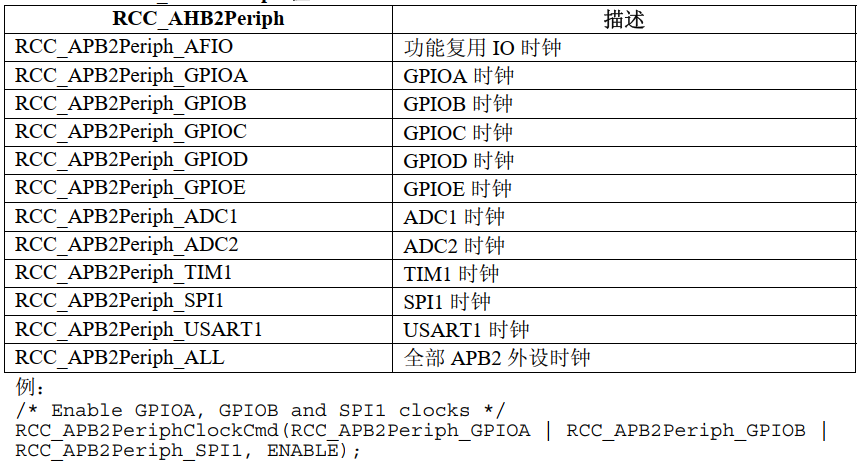 RCC_AHB2Periph 描述
RCC_APB2Periph_AFIO 功能复用 IO 时钟
RCC_APB2Periph_GPIOA GPIOA 时钟
RCC_APB2Periph_GPIOB GPIOB 时钟
RCC_APB2Periph_GPIOC GPIOC 时钟
RCC_APB2Periph_GPIOD GPIOD 时钟
RCC_APB2Periph_GPIOE GPIOE 时钟
RCC_APB2Periph_ADC1 ADC1 时钟
RCC_APB2Periph_ADC2 ADC2 时钟
RCC_APB2Periph_TIM1 TIM1 时钟
RCC_APB2Periph_SPI1 SPI1 时钟
RCC_APB2Periph_USART1 USART1 时钟
RCC_APB2Periph_ALL 全部 APB2 外设时钟
例：
/* Enable GPIOA, GPIOB and SPI1 clocks */
RCC_APB2PeriphClockCmd(RCC_APB2Periph_GPIOA | RCC_APB2Periph_GPIOB |
RCC_APB2Periph_SPI1, ENABLE);